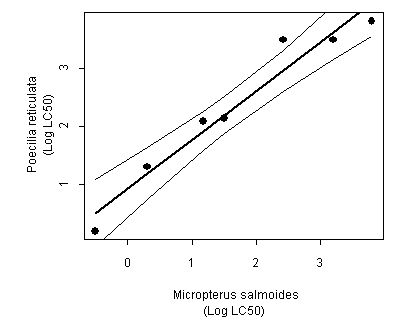 Poecilia reticulata
(Log LC50)
3
2
1
0 1 2 3
Micropterus salmoides
(Log LC50)